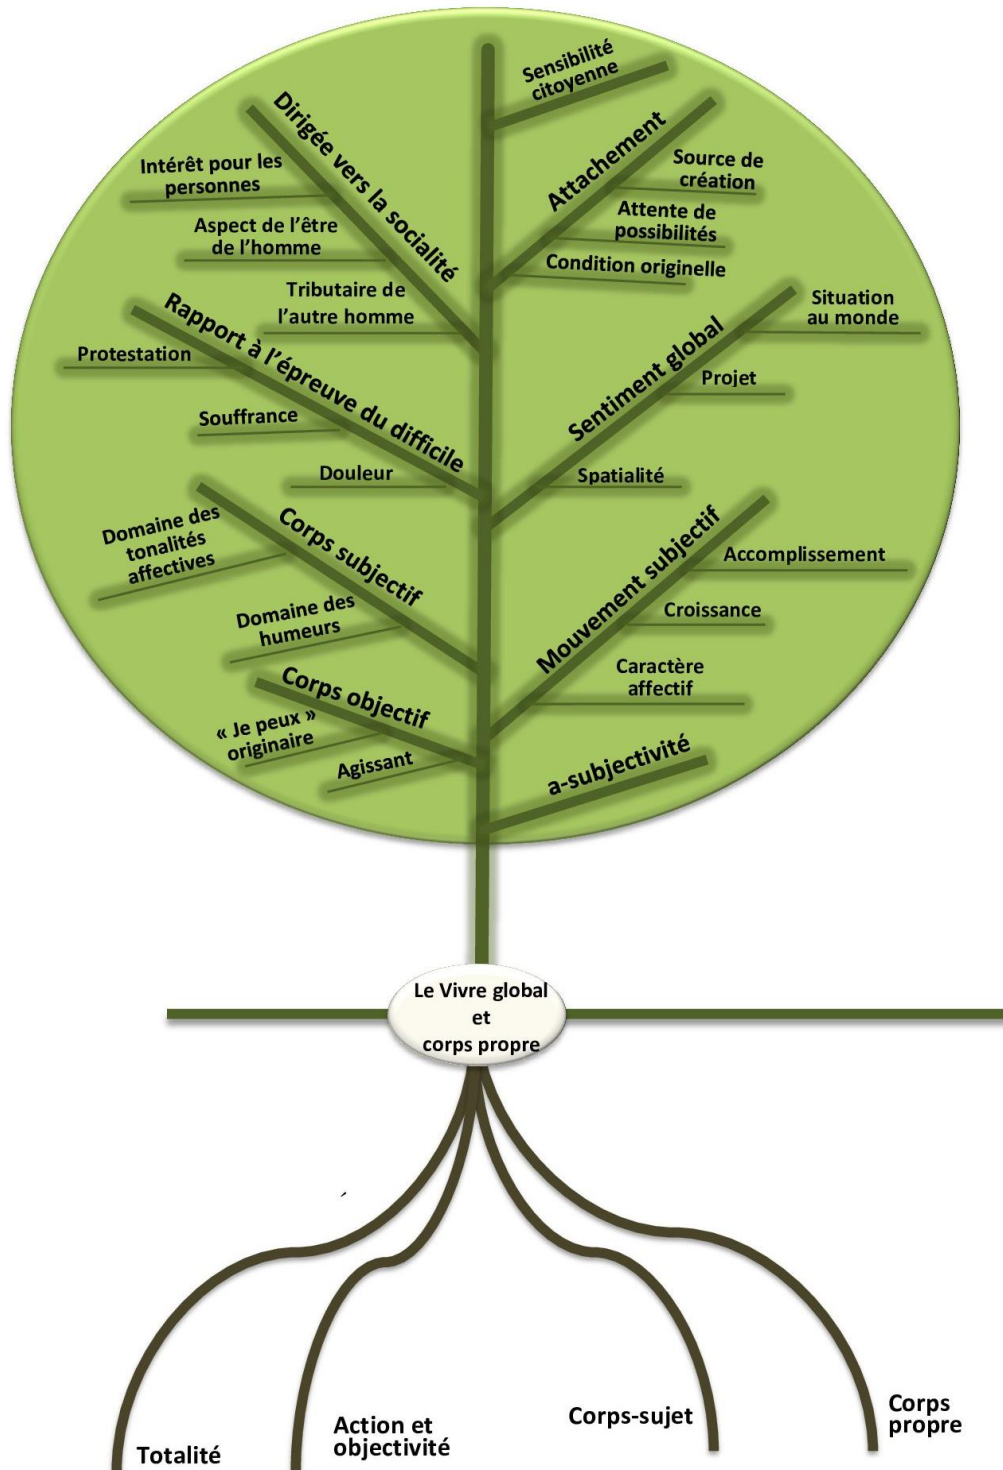 Sensibilité
citoyenne
Dirigée vers la socialité
Attachement
Intérêt pour les
personnes
Source de
création
Aspect de l'être
de l'homme
Attente de
possibilités
Condition originelle
Tributaire de
l'autre homme
Rapport à l'épreuve du difficile
Situation
au monde
Sentiment global
Protestation
Projet
Souffrance
Douleur
Spatialité
Corps subjectif
Domaine des
tonalités
affectives
Mouvement subjectif
Accomplissement
Domaine des
humeurs
Croissance
Corps objectif
Caractère
affectif
« Je peux »
originaire
Agissant
a-subjectivité
Le Vivre global
et
corps propre
Totalité
Action et
objectivité
Corps-sujet
Corps
propre